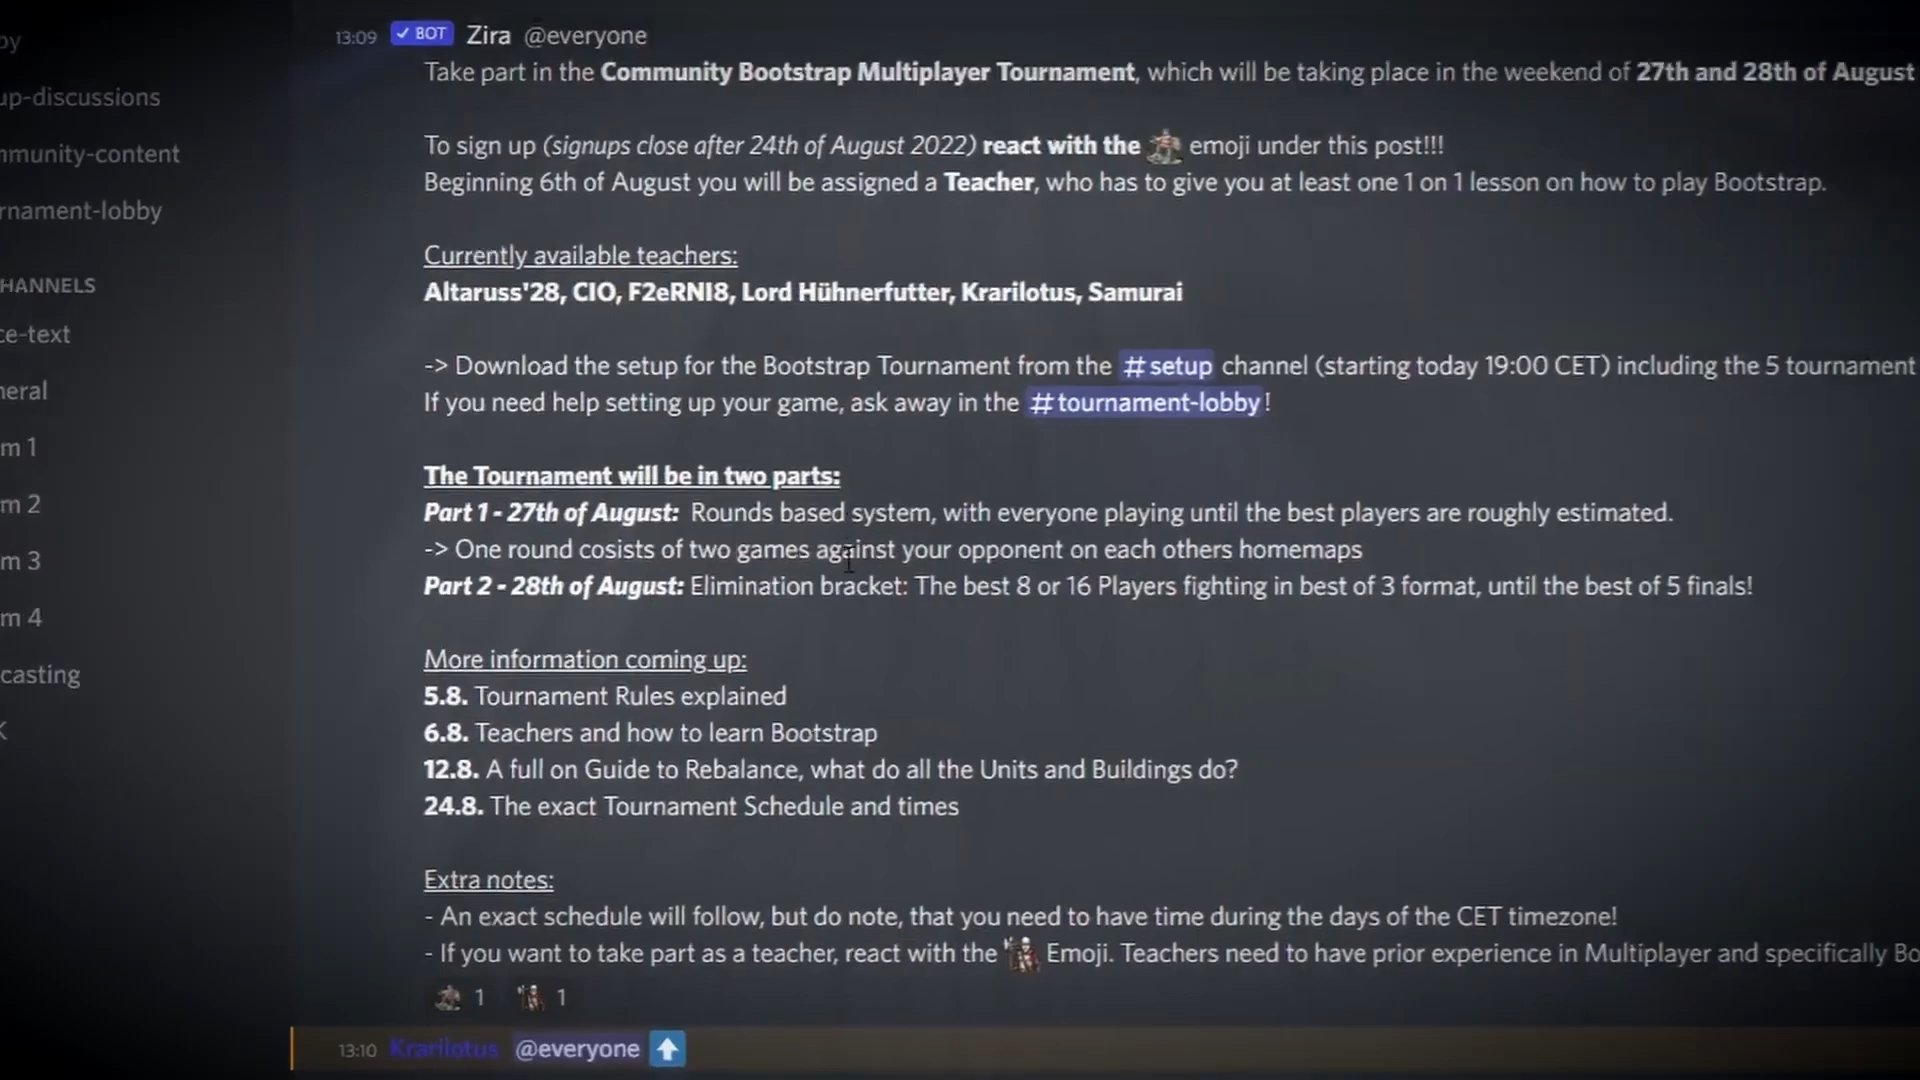 13:09 BOT Zira @everyone
Take part in the Community Bootstrap Multiplayer Tournament, which will be taking place in the weekend of 27th and 28th of August
To sign up (signups close after 24th of August 2022) react with the emoji under this post!!!
Beginning 6th of August you will be assigned a Teacher, who has to give you at least one 1 on 1 lesson on how to play Bootstrap.
Currently available teachers:
Altaruss'28, CIO, F2eRNI8, Lord Hühnerfutter, Krarilotus, Samurai
-> Download the setup for the Bootstrap Tournament from the #setup channel (starting today 19:00 CET) including the 5 tournament
If you need help setting up your game, ask away in the #tournament-lobby!
The Tournament will be in two parts:
Part 1 - 27th of August: Rounds based system, with everyone playing until the best players are roughly estimated.
-> One round cosists of two games against your opponent on each others homemaps
Part 2 - 28th of August: Elimination bracket: The best 8 or 16 Players fighting in best of 3 format, until the best of 5 finals!
More information coming up:
5.8. Tournament Rules explained
6.8. Teachers and how to learn Bootstrap
12.8. A full on Guide to Rebalance, what do all the Units and Buildings do?
24.8. The exact Tournament Schedule and times
Extra notes:
- An exact schedule will follow, but do note, that you need to have time during the days of the CET timezone!
- If you want to take part as a teacher, react with the Emoji. Teachers need to have prior experience in Multiplayer and specifically Bo
1 1
13:10 Krarilotus @everyone
by
up-discussions
mmunity-content
rnament-lobby
HANNELS
ce-text
neral
m 1
m 2
m 3
m 4
casting
K